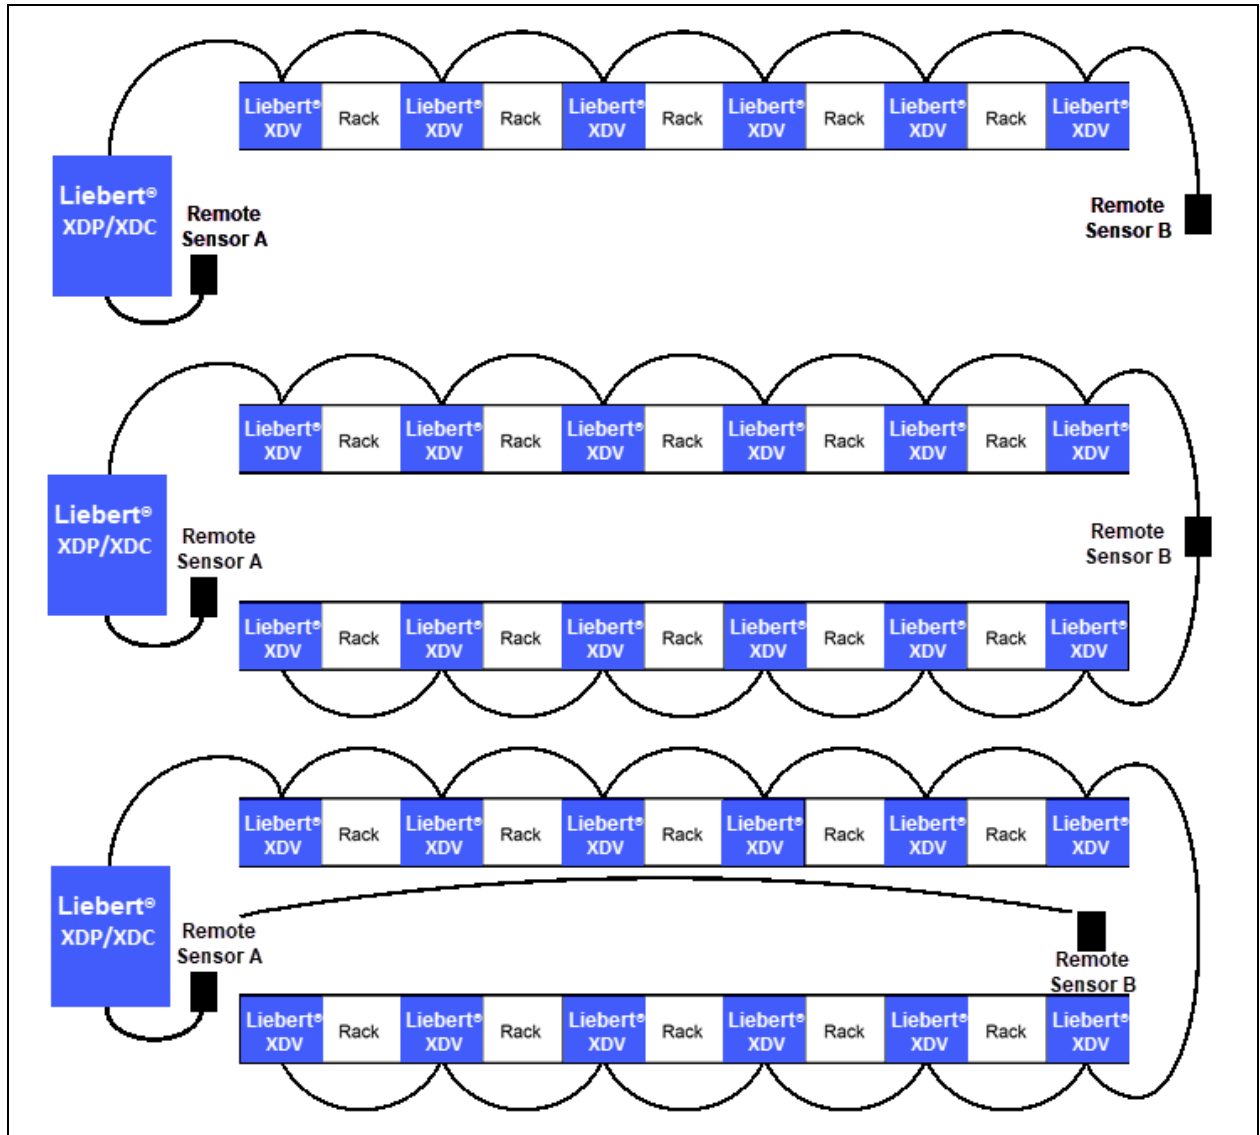 Liebert® Rack Liebert® Rack Liebert® Rack Liebert® Rack Liebert® Rack Liebert®
XDV XDV XDV XDV XDV XDV
Liebert®
XDP/XDC
Remote
Sensor A
Remote
Sensor B
Liebert® Rack Liebert® Rack Liebert® Rack Liebert® Rack Liebert® Rack Liebert®
XDV XDV XDV XDV XDV XDV
Liebert®
XDP/XDC
Remote
Sensor A
Remote
Sensor B
Liebert® Rack Liebert® Rack Liebert® Rack Liebert® Rack Liebert® Rack Liebert®
XDV XDV XDV XDV XDV XDV
Liebert® Rack Liebert® Rack Liebert® Rack Liebert® Rack Liebert® Rack Liebert®
XDV XDV XDV XDV XDV XDV
Liebert®
XDP/XDC
Remote
Sensor A
Remote
Sensor B
Liebert® Rack Liebert® Rack Liebert® Rack Liebert® Rack Liebert® Rack Liebert®
XDV XDV XDV XDV XDV XDV